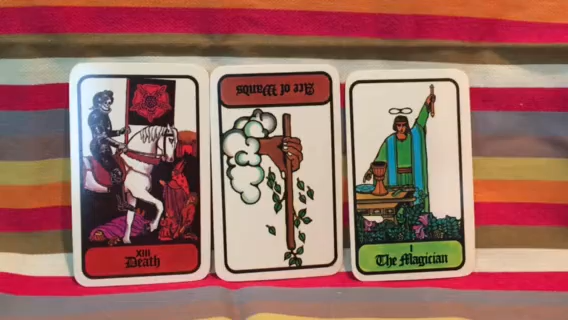 XIII
Death
Ace of Wands
I
The Magician